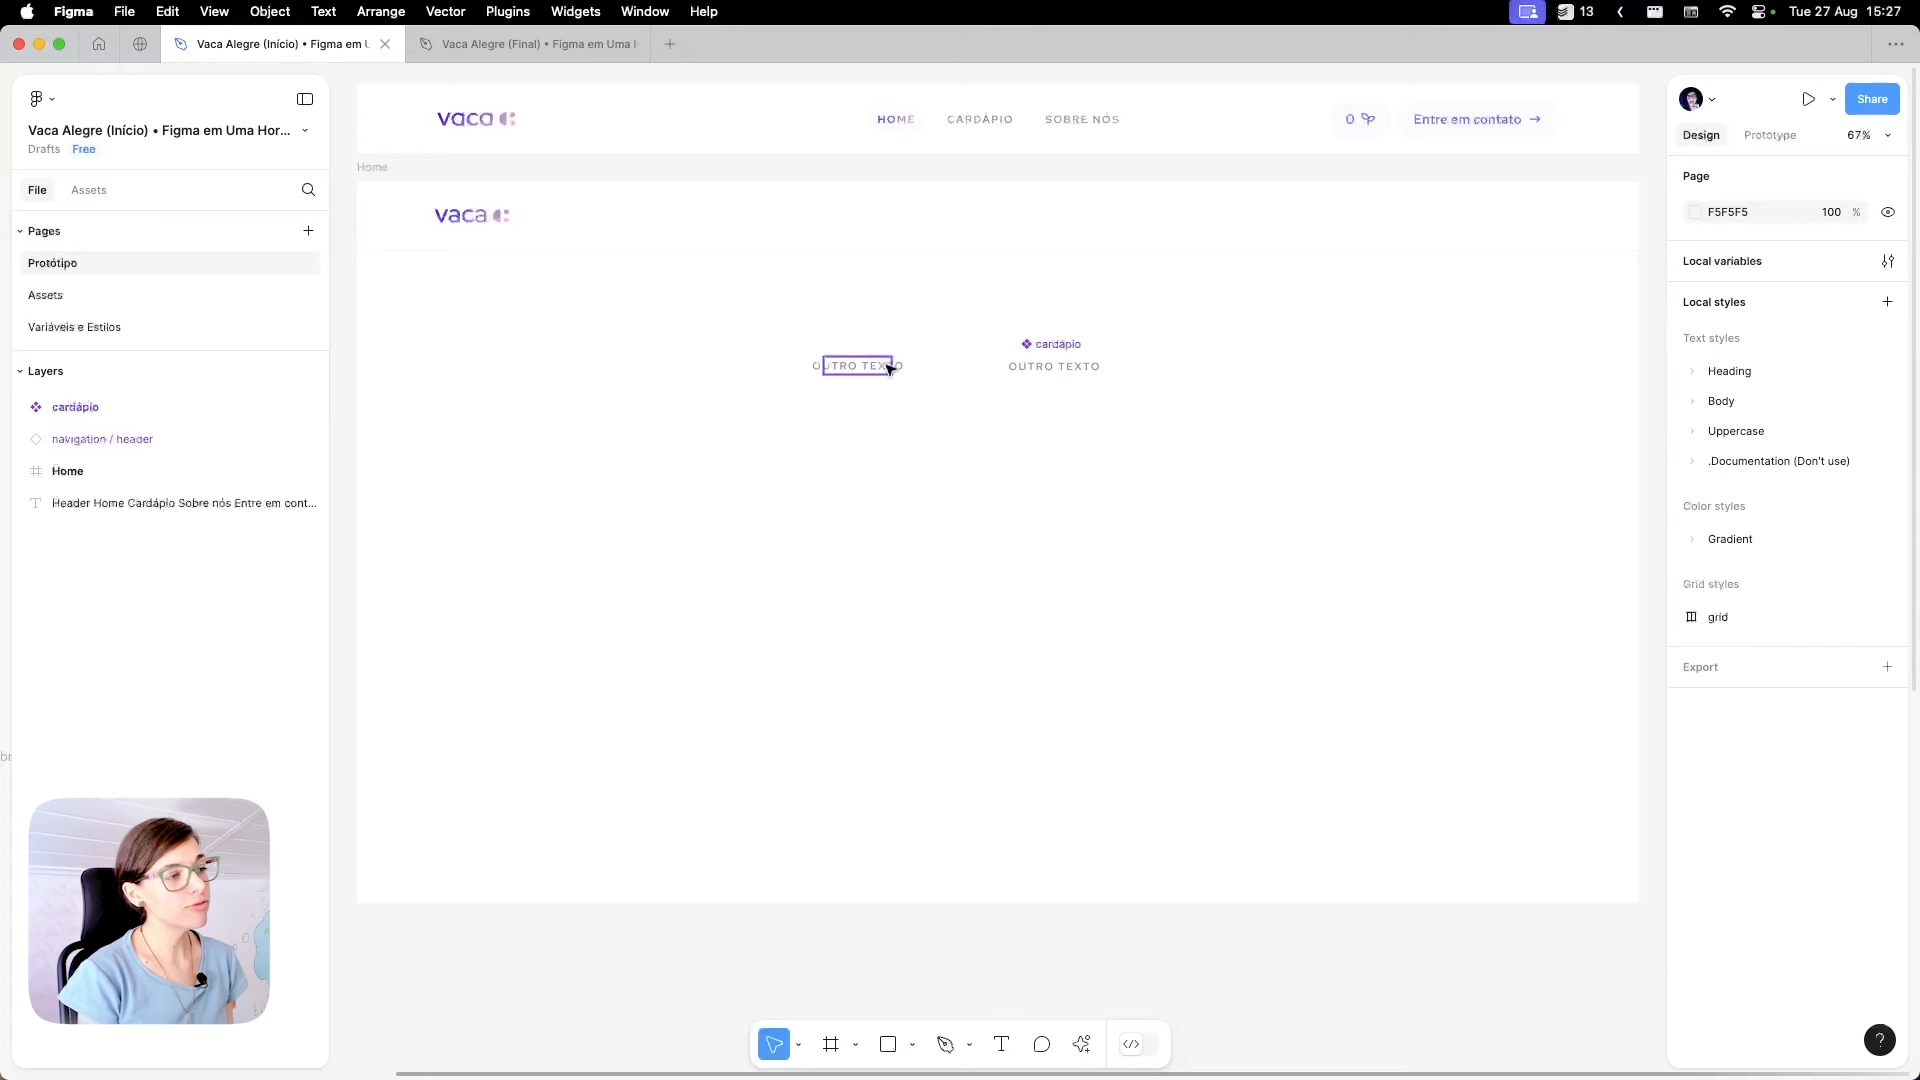 Figma File Edit View Object Text Arrange Vector Plugins Widgets Window Help
13 Tue 27 Aug 15:27
Vaca Alegre (Início) • Figma em U
Vaca Alegre (Final) • Figma em Uma H
Vaca Alegre (Início) • Figma em Uma Hor...
Drafts Free
File Assets
Pages
Protótipo
Assets
Variáveis e Estilos
Layers
cardápio
navigation / header
Home
Header Home Cardápio Sobre nós Entre em cont...
br
vaca
HOME CARDÁPIO SOBRE NÓS
0
Entre em contato →
Home
vaca
cardápio
OUTRO TEXTO
OUTRO TEXTO
Share
Design Prototype 67%
Page
F5F5F5 100 %
Local variables
Local styles
Text styles
Heading
Body
Uppercase
.Documentation (Don't use)
Color styles
Gradient
Grid styles
grid
Export
?